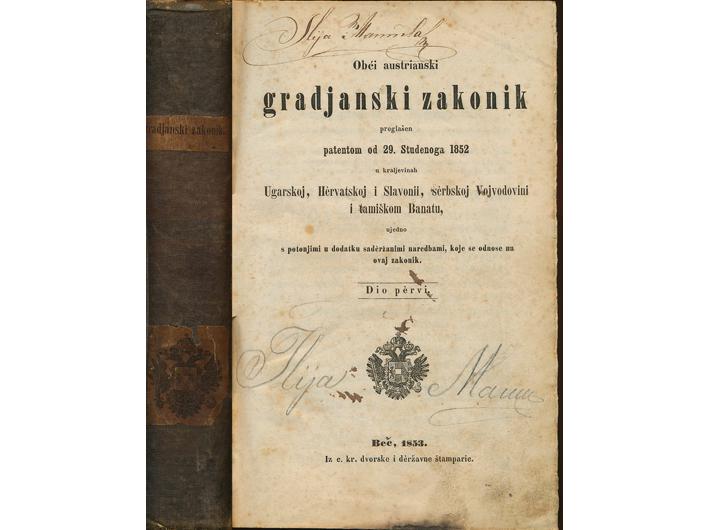 gradjanski zakonik.
Ilija
Obći austrianski
gradjanski zakonik
proglašen
patentom od 29. Studenoga 1852
u kraljevinah
Ugarskoj, Hèrvatskoj i Slavonii, sèrbskoj Vojvodovini
i tamiškom Banatu,
ujedno
s potonjimi u dodatku sadèržanimi naredbami, koje se odnose na
ovaj zakonik.
Dio pèrvi.
Ilija
Beč, 1853.
Iz c. kr. dvorske i dèržavne štamparie.